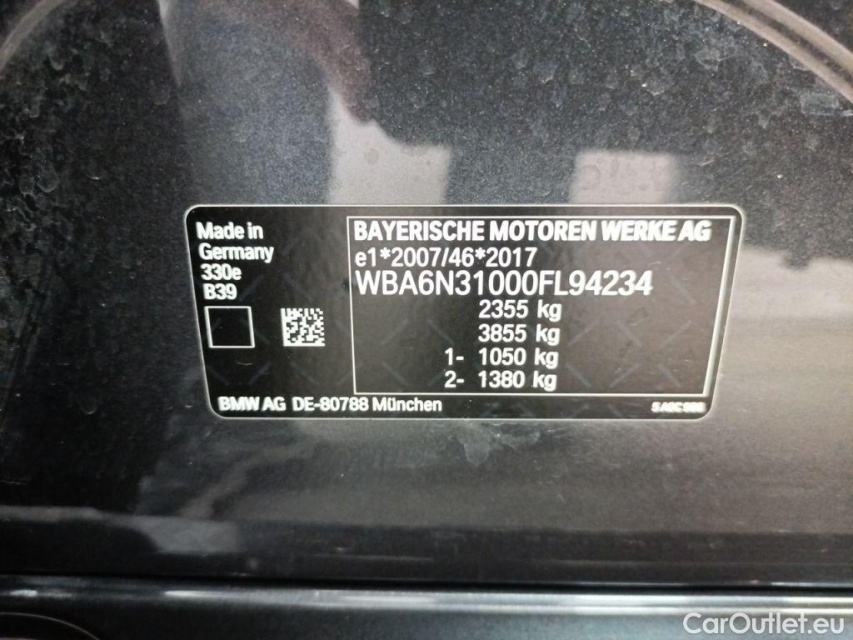 Made in
Germany
330e
B39
BAYERISCHE MOTOREN WERKE AG
e1*2007/46*2017
WBA6N31000FL94234
2355 kg
3855 kg
1- 1050 kg
2- 1380 kg
BMW AG DE-80788 München
CarOutlet.eu